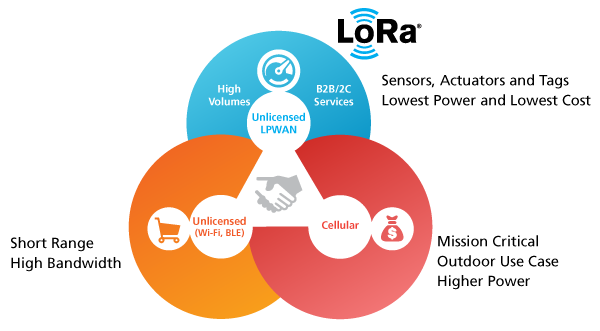 LoRa®
High
Volumes
B2B/2C
Services
Unlicensed
LPWAN
Sensors, Actuators and Tags
Lowest Power and Lowest Cost
Unlicensed
(Wi-Fi, BLE)
Cellular
$
Short Range
High Bandwidth
Mission Critical
Outdoor Use Case
Higher Power